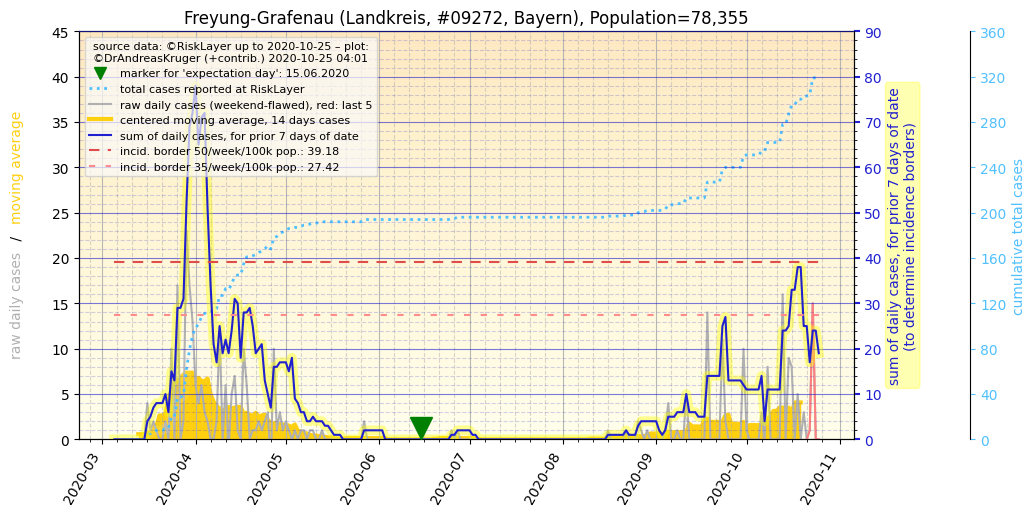 Freyung-Grafenau (Landkreis, #09272, Bayern), Population=78,355
source data: ©RiskLayer up to 2020-10-25 – plot:
©DrAndreasKruger (+contrib.) 2020-10-25 04:01
marker for 'expectation day': 15.06.2020
total cases reported at RiskLayer
raw daily cases (weekend-flawed), red: last 5
centered moving average, 14 days cases
sum of daily cases, for prior 7 days of date
incid. border 50/week/100k pop.: 39.18
incid. border 35/week/100k pop.: 27.42
raw daily cases / moving average
45
40
35
30
25
20
15
10
5
0
90
80
70
60
50
40
30
20
10
0
sum of daily cases, for prior 7 days of date
(to determine incidence borders)
360
320
280
240
200
160
120
80
40
0
cumulative total cases
2020-03
2020-04
2020-05
2020-06
2020-07
2020-08
2020-09
2020-10
2020-11